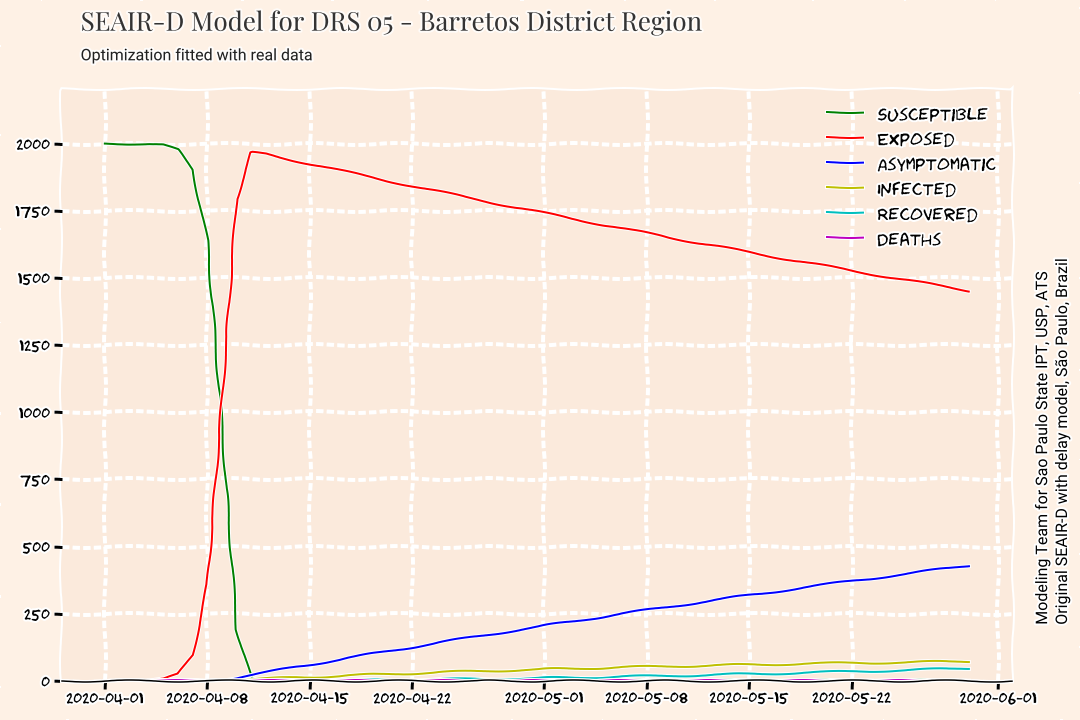 SEAIR-D Model for DRS 05 - Barretos District Region
Optimization fitted with real data
SUSCEPTIBLE
EXPOSED
ASYMPTOMATIC
INFECTED
RECOVERED
DEATHS
2000
1750
1500
1250
1000
750
500
250
0
2020-04-01
2020-04-08
2020-04-15
2020-04-22
2020-05-01
2020-05-08
2020-05-15
2020-05-22
2020-06-01
Modeling Team for Sao Paulo State IPT, USP, ATS
Original SEAIR-D with delay model, São Paulo, Brazil